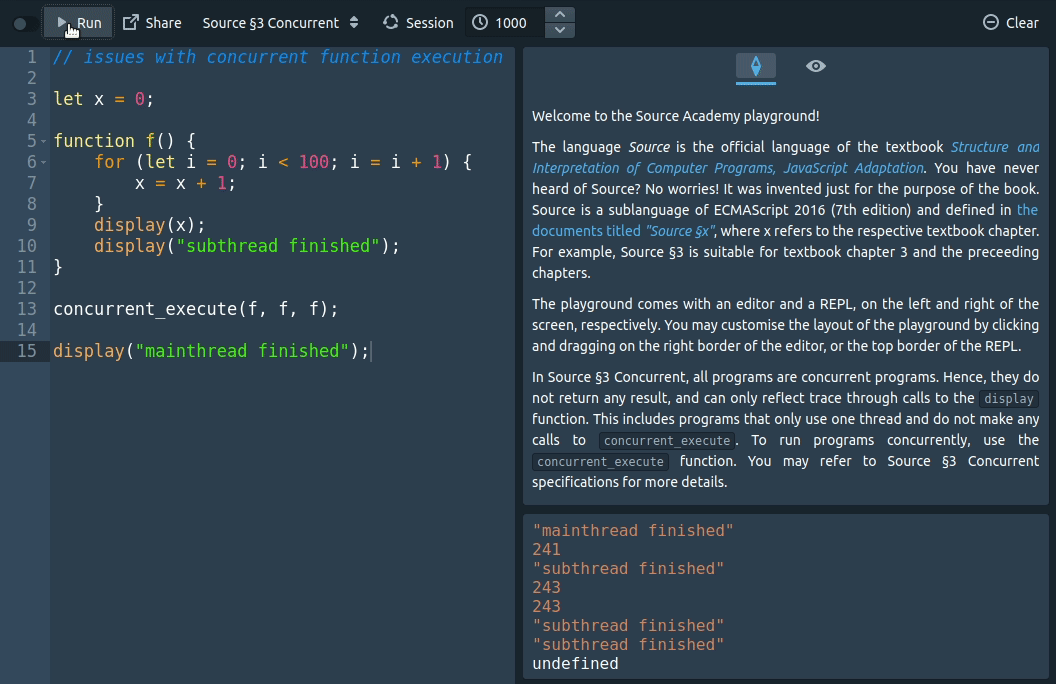 Run Share Source §3 Concurrent Session 1000 Clear
1 // issues with concurrent function execution
2
3 let x = 0;
4
5 function f() {
6     for (let i = 0; i < 100; i = i + 1) {
7         x = x + 1;
8     }
9     display(x);
10     display("subthread finished");
11 }
12
13 concurrent_execute(f, f, f);
14
15 display("mainthread finished");
Welcome to the Source Academy playground!
The language Source is the official language of the textbook Structure and
Interpretation of Computer Programs, JavaScript Adaptation. You have never
heard of Source? No worries! It was invented just for the purpose of the book.
Source is a sublanguage of ECMAScript 2016 (7th edition) and defined in the
documents titled "Source §x", where x refers to the respective textbook chapter.
For example, Source §3 is suitable for textbook chapter 3 and the preceeding
chapters.
The playground comes with an editor and a REPL, on the left and right of the
screen, respectively. You may customise the layout of the playground by clicking
and dragging on the right border of the editor, or the top border of the REPL.
In Source §3 Concurrent, all programs are concurrent programs. Hence, they do
not return any result, and can only reflect trace through calls to the display
function. This includes programs that only use one thread and do not make any
calls to concurrent_execute. To run programs concurrently, use the
concurrent_execute function. You may refer to Source §3 Concurrent
specifications for more details.
"mainthread finished"
241
"subthread finished"
243
243
"subthread finished"
"subthread finished"
undefined